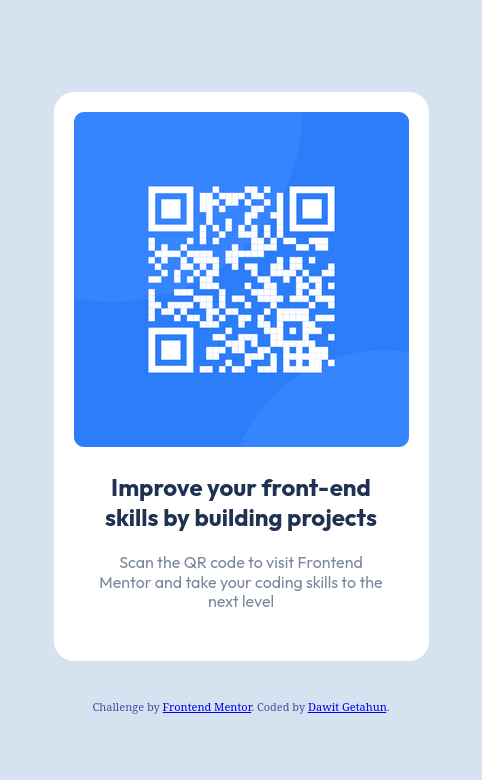 Improve your front-end
skills by building projects
Scan the QR code to visit Frontend
Mentor and take your coding skills to the
next level
Challenge by Frontend Mentor. Coded by Dawit Getahun.